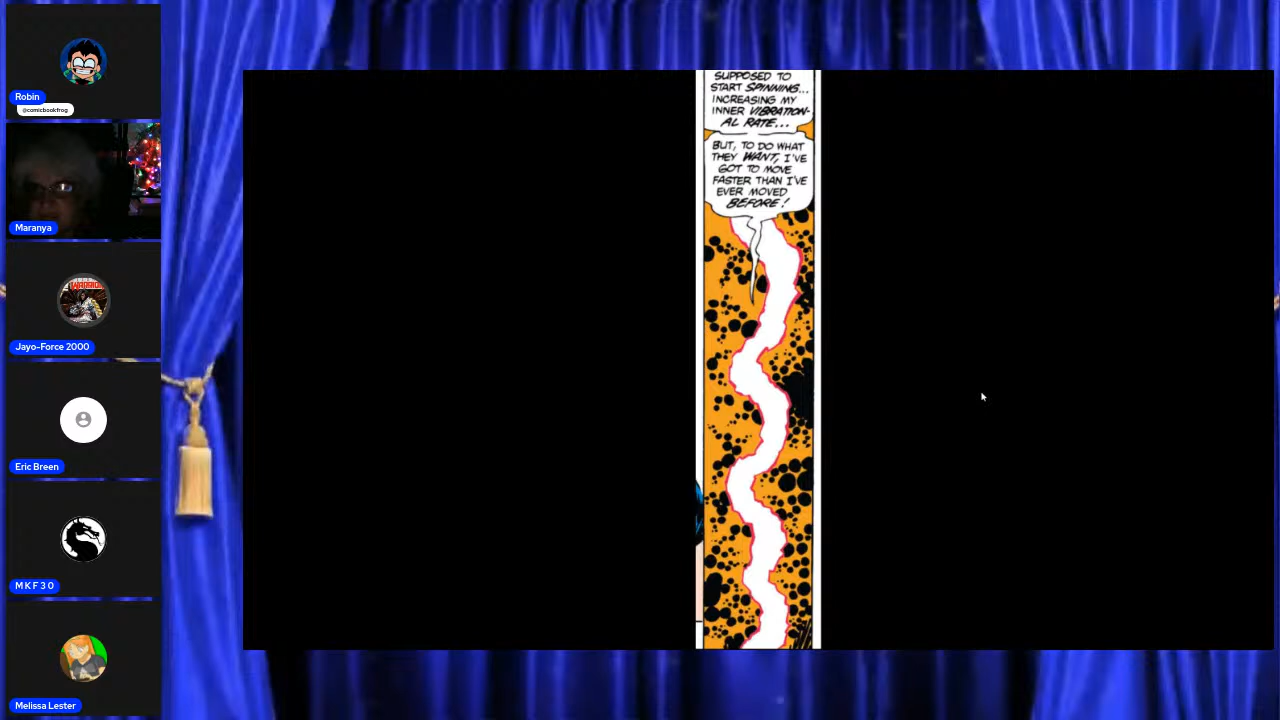 Robin
@comicbookfrog
Maranya
Jayo-Force 2000
Eric Breen
M K F 3 0
Melissa Lester
SUPPOSED TO
START SPINNING...
INCREASING MY
INNER VIBRATION-
AL RATE...
BUT, TO DO WHAT
THEY WANT, I'VE
GOT TO MOVE
FASTER THAN I'VE
EVER MOVED
BEFORE!